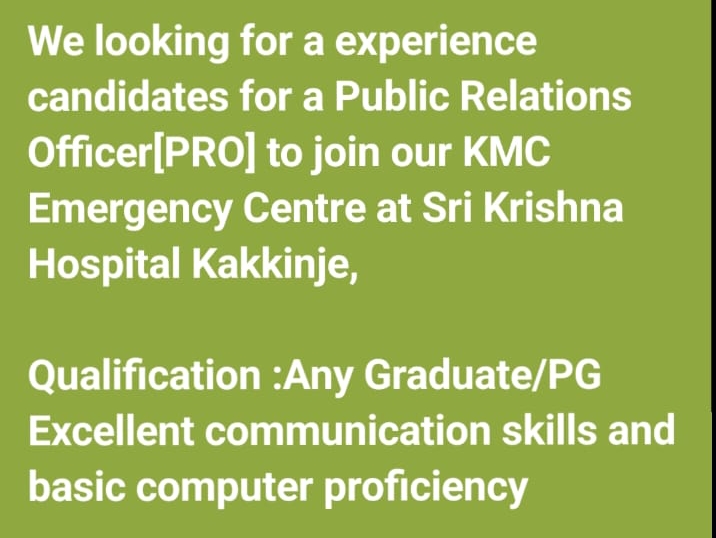 We looking for a experience
candidates for a Public Relations
Officer[PRO] to join our KMC
Emergency Centre at Sri Krishna
Hospital Kakkinje,
Qualification :Any Graduate/PG
Excellent communication skills and
basic computer proficiency